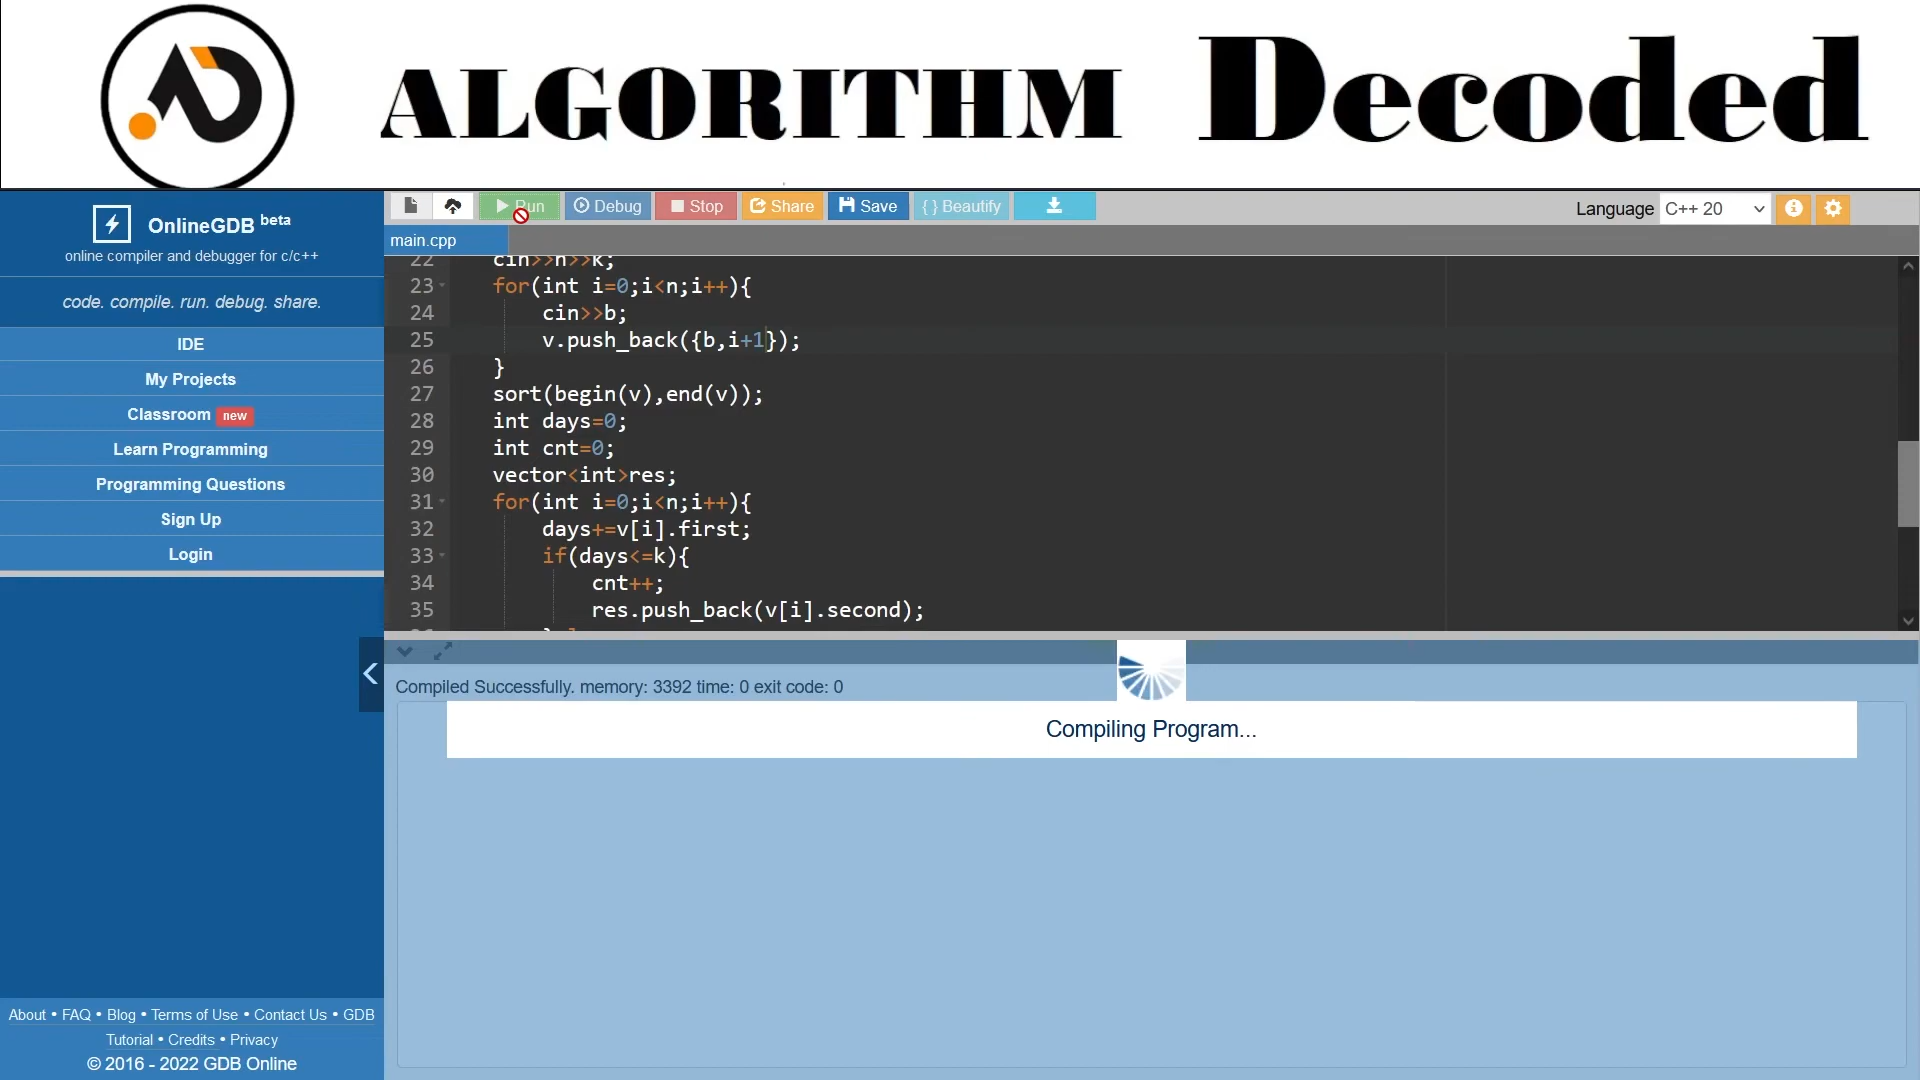 ALGORITHM Decoded
OnlineGDB beta
online compiler and debugger for c/c++
code. compile. run. debug. share.
IDE
My Projects
Classroom new
Learn Programming
Programming Questions
Sign Up
Login
About • FAQ • Blog • Terms of Use • Contact Us • GDB
Tutorial • Credits • Privacy
© 2016 - 2022 GDB Online
Run Debug Stop Share Save { } Beautify
Language C++ 20
main.cpp
22 cin>>n>>k;
23 for(int i=0;i<n;i++){
24 cin>>b;
25 v.push_back({b,i+1});
26 }
27 sort(begin(v),end(v));
28 int days=0;
29 int cnt=0;
30 vector<int>res;
31 for(int i=0;i<n;i++){
32 days+=v[i].first;
33 if(days<=k){
34 cnt++;
35 res.push_back(v[i].second);
Compiled Successfully. memory: 3392 time: 0 exit code: 0
Compiling Program...